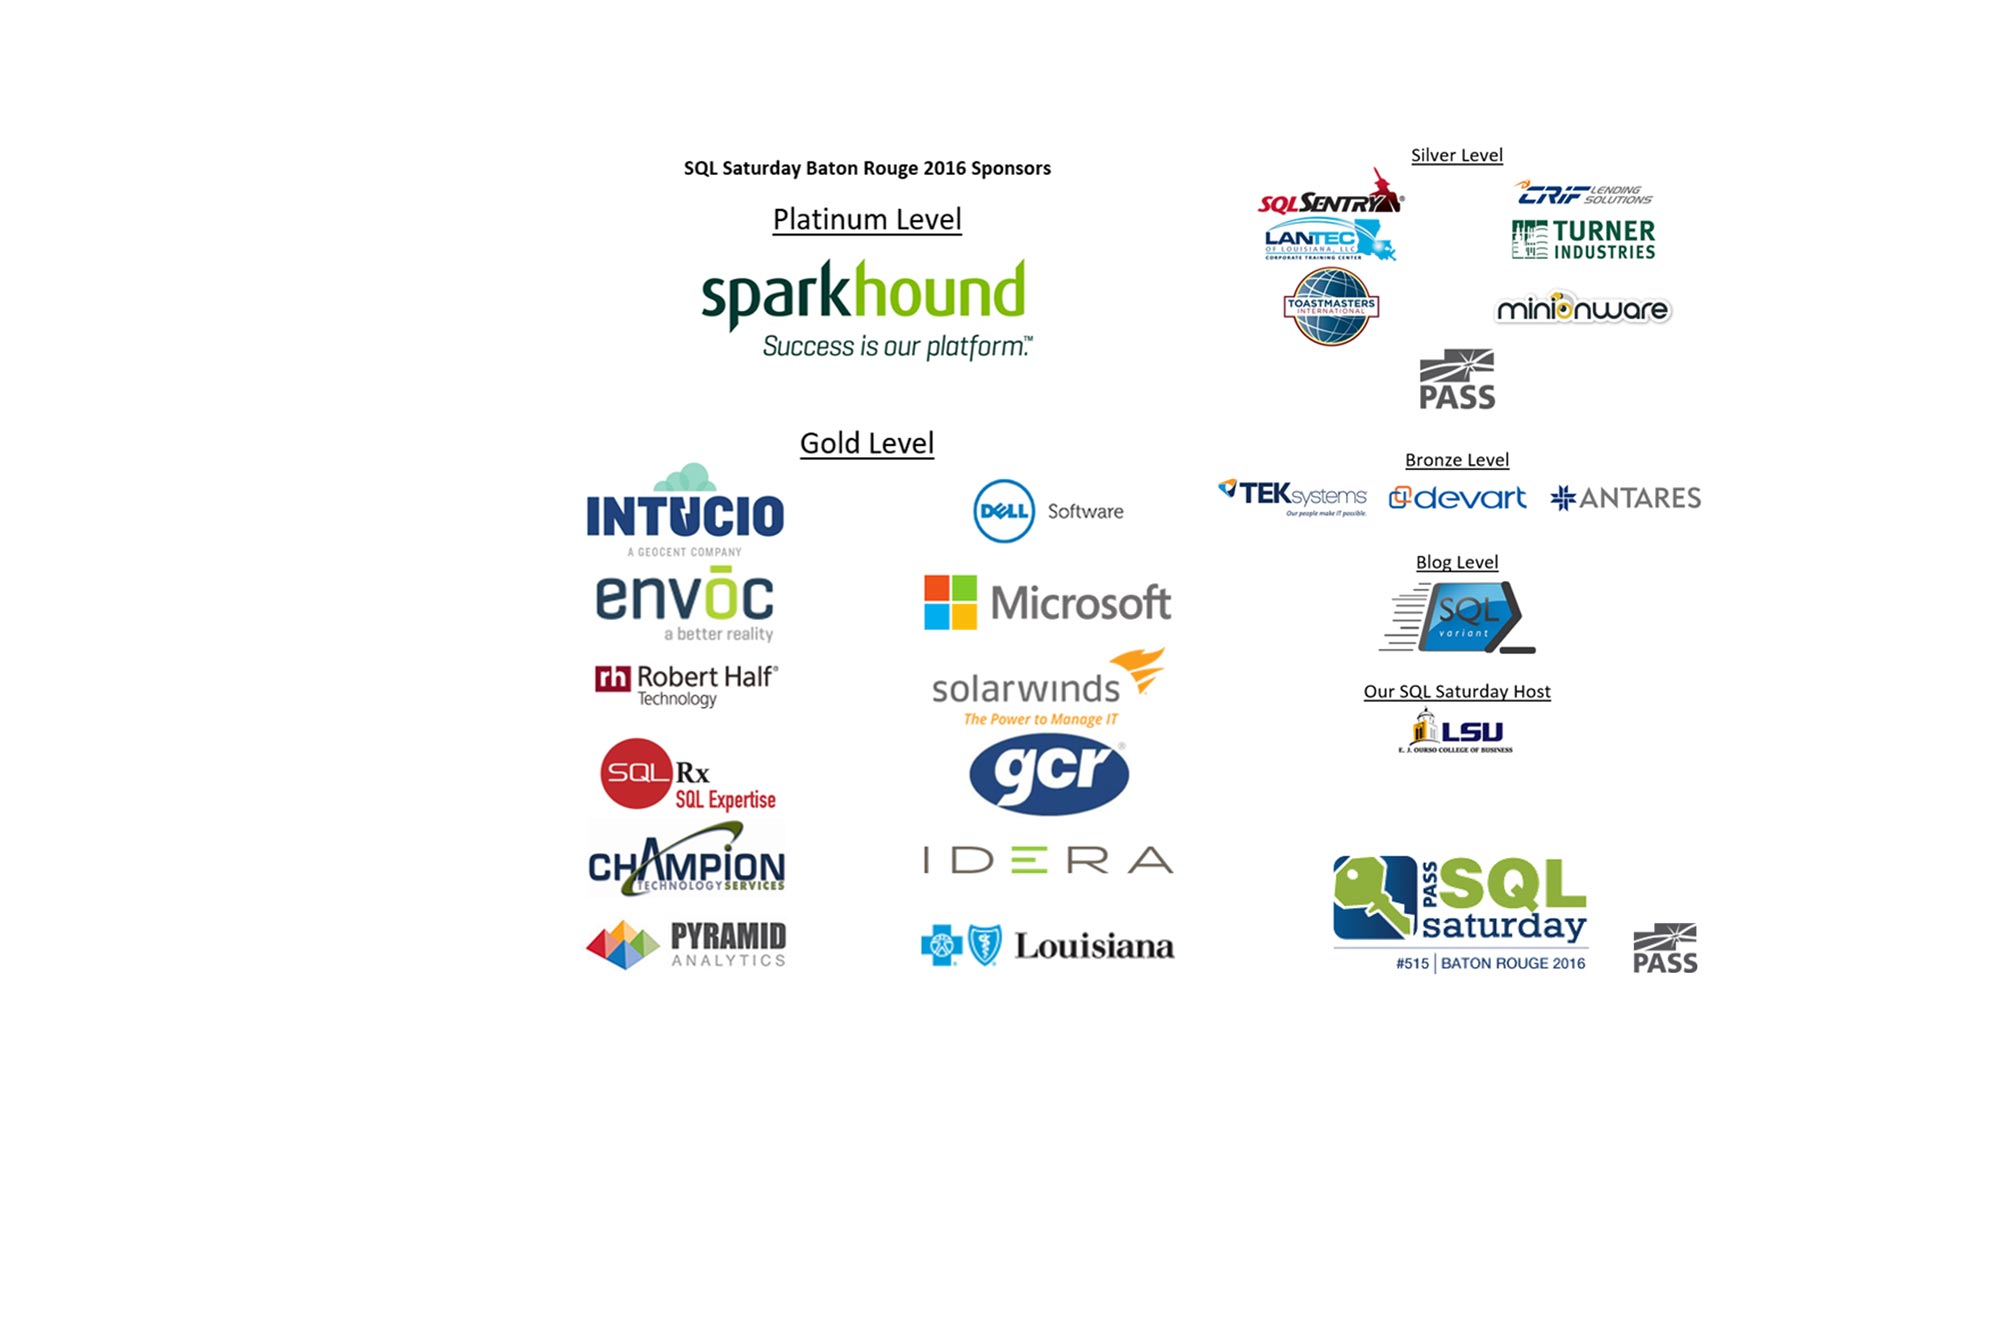 SQL Saturday Baton Rouge 2016 Sponsors
Platinum Level
sparkhound
Success is our platform.™
Gold Level
INTUCIO
A GEOCENT COMPANY
DELL Software
envōc
a better reality
Microsoft
rh Robert Half®
Technology
solarwinds
The Power to Manage IT
SQL Rx
SQL Expertise
gcr®
CHAMPION
TECHNOLOGY SERVICES
IDERA
PYRAMID
ANALYTICS
Louisiana
Silver Level
SQL SENTRY®
CRIF LENDING
SOLUTIONS
LANTEC
OF LOUISIANA, LLC
CORPORATE TRAINING CENTER
TURNER
INDUSTRIES
TOASTMASTERS
INTERNATIONAL
minionware
PASS
Bronze Level
TEKsystems
Our people make IT possible.
devart
ANTARES
Blog Level
SQL
variant
Our SQL Saturday Host
LSU
E. J. OURSO COLLEGE OF BUSINESS
PASS SQL
saturday
#515 | BATON ROUGE 2016
PASS